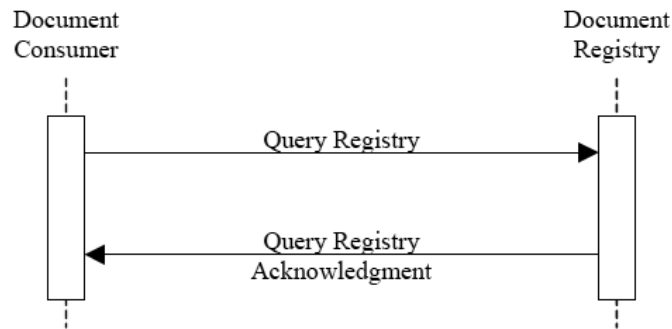 Document
Consumer
Document
Registry
Query Registry
Query Registry
Acknowledgment